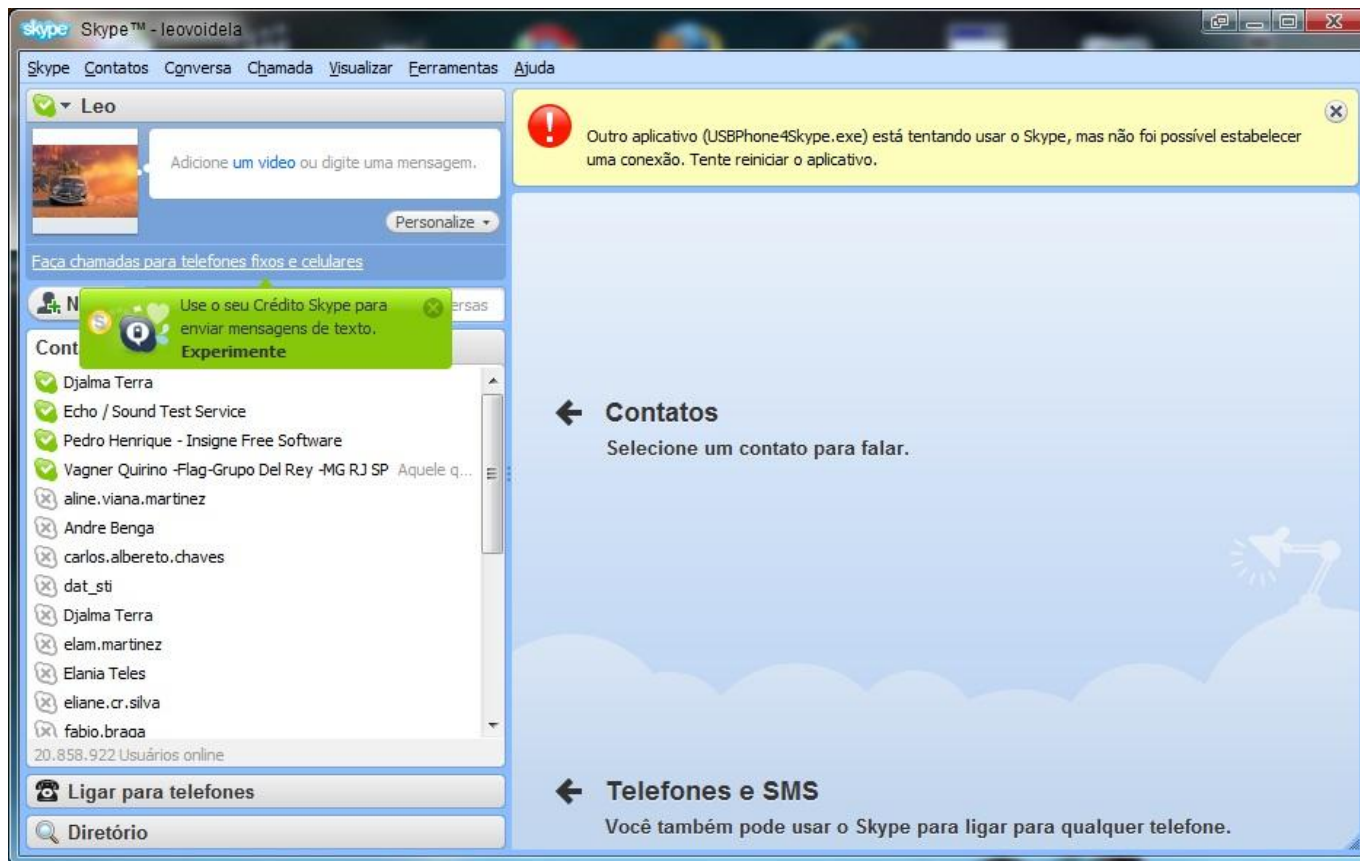 skype Skype™ - leovoidela
Skype Contatos Conversa Chamada Visualizar Ferramentas Ajuda
Leo
Adicione um video ou digite uma mensagem.
Personalize
Faça chamadas para telefones fixos e celulares
N
Use o seu Crédito Skype para
enviar mensagens de texto.
Experimente
ersas
Cont
Djalma Terra
Echo / Sound Test Service
Pedro Henrique - Insigne Free Software
Vagner Quirino -Flag-Grupo Del Rey -MG RJ SP Aquele q...
aline.viana.martinez
Andre Benga
carlos.albereto.chaves
dat_sti
Djalma Terra
elam.martinez
Elania Teles
eliane.cr.silva
fabio.braga
20.858.922 Usuários online
Ligar para telefones
Diretório
Outro aplicativo (USBPhone4Skype.exe) está tentando usar o Skype, mas não foi possível estabelecer
uma conexão. Tente reiniciar o aplicativo.
Contatos
Selecione um contato para falar.
Telefones e SMS
Você também pode usar o Skype para ligar para qualquer telefone.